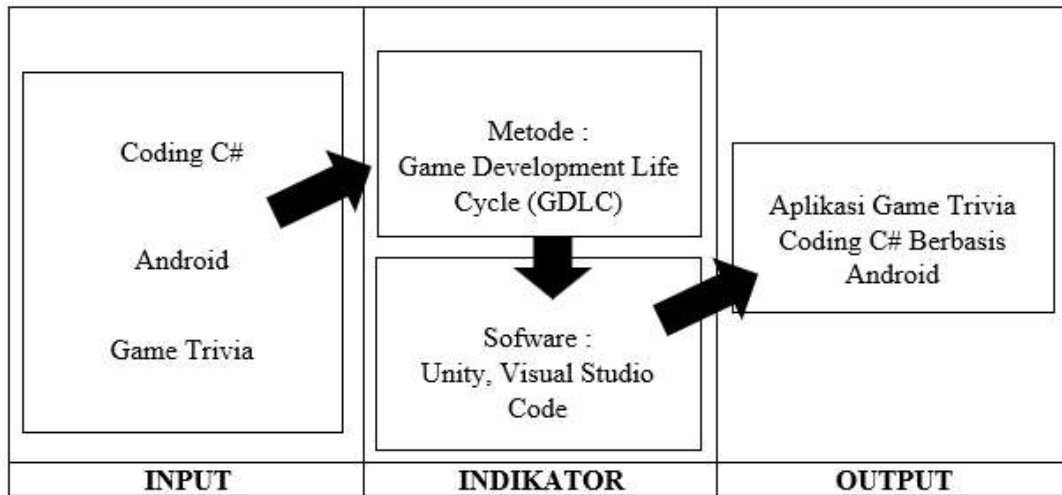 Coding C#
Android
Game Trivia
Metode :
Game Development Life
Cycle (GDLC)
Sofware :
Unity, Visual Studio
Code
Aplikasi Game Trivia
Coding C# Berbasis
Android
INPUT
INDIKATOR
OUTPUT